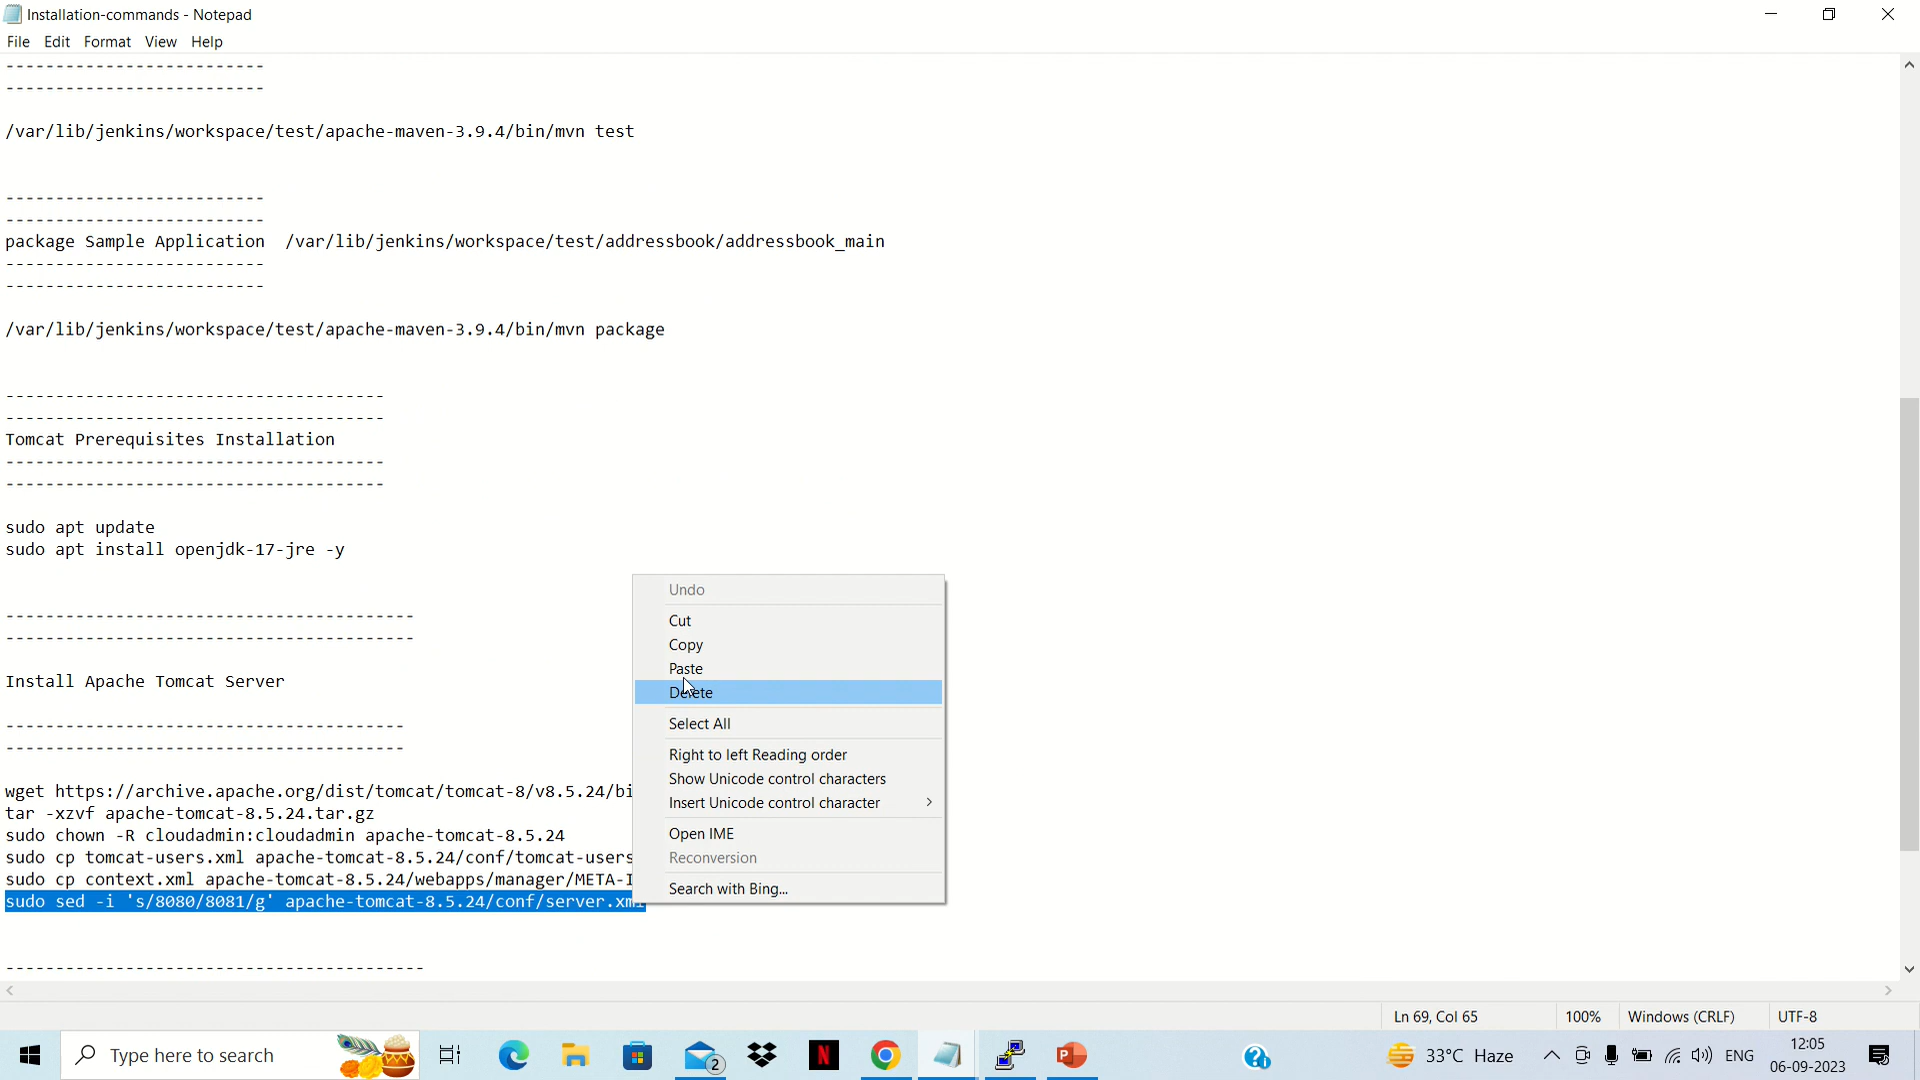 Installation-commands - Notepad
File Edit Format View Help
--------------------------
--------------------------
/var/lib/jenkins/workspace/test/apache-maven-3.9.4/bin/mvn test
--------------------------
--------------------------
package Sample Application /var/lib/jenkins/workspace/test/addressbook/addressbook_main
--------------------------
--------------------------
/var/lib/jenkins/workspace/test/apache-maven-3.9.4/bin/mvn package
--------------------------------------
--------------------------------------
Tomcat Prerequisites Installation
--------------------------------------
--------------------------------------
sudo apt update
sudo apt install openjdk-17-jre -y
-----------------------------------------
-----------------------------------------
Install Apache Tomcat Server
----------------------------------------
----------------------------------------
wget https://archive.apache.org/dist/tomcat/tomcat-8/v8.5.24/bi
tar -xzvf apache-tomcat-8.5.24.tar.gz
sudo chown -R cloudadmin:cloudadmin apache-tomcat-8.5.24
sudo cp tomcat-users.xml apache-tomcat-8.5.24/conf/tomcat-users
sudo cp context.xml apache-tomcat-8.5.24/webapps/manager/META-I
sudo sed -i 's/8080/8081/g' apache-tomcat-8.5.24/conf/server.xml
------------------------------------------
Undo
Cut
Copy
Paste
Delete
Select All
Right to left Reading order
Show Unicode control characters
Insert Unicode control character
Open IME
Reconversion
Search with Bing...
Ln 69, Col 65 100% Windows (CRLF) UTF-8
Type here to search
2
N
P
33°C Haze
ENG
12:05
06-09-2023